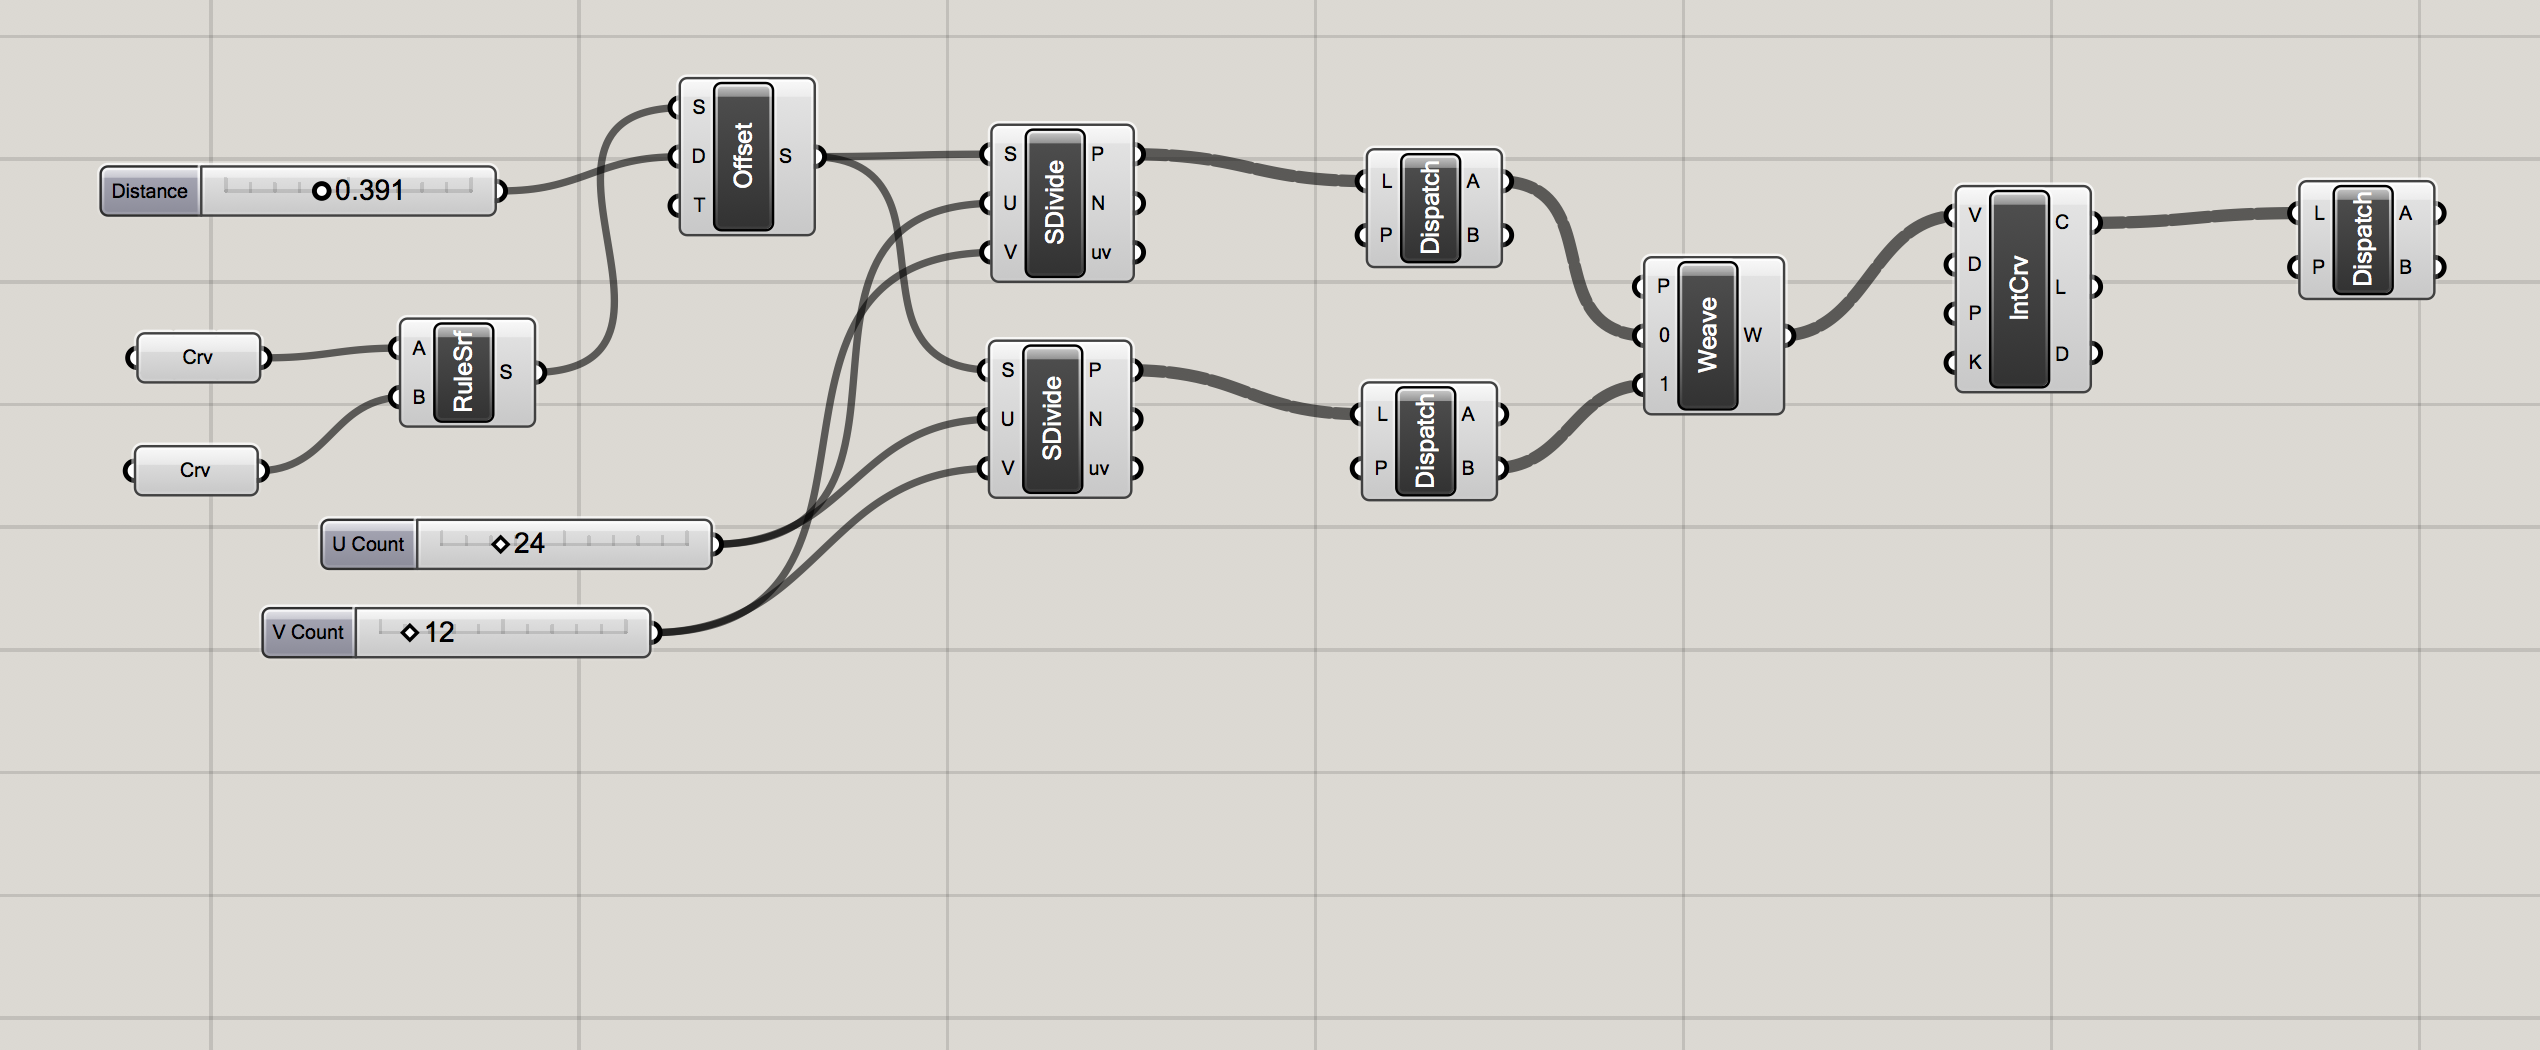 Distance 0.391
Crv
Crv
A
B
RuleSrf
S
S
D
T
Offset
S
U Count 24
V Count 12
S
U
V
SDivide
P
N
uv
S
U
V
SDivide
P
N
uv
L
P
Dispatch
A
B
L
P
Dispatch
A
B
P
0
1
Weave
W
V
D
P
K
IntCrv
C
L
D
L
P
Dispatch
A
B